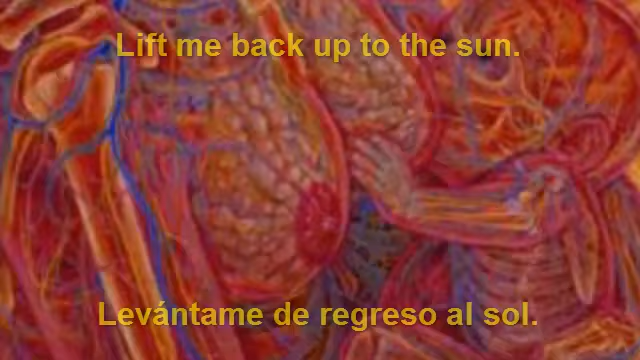 Lift me back up to the sun.
Levántame de regreso al sol.